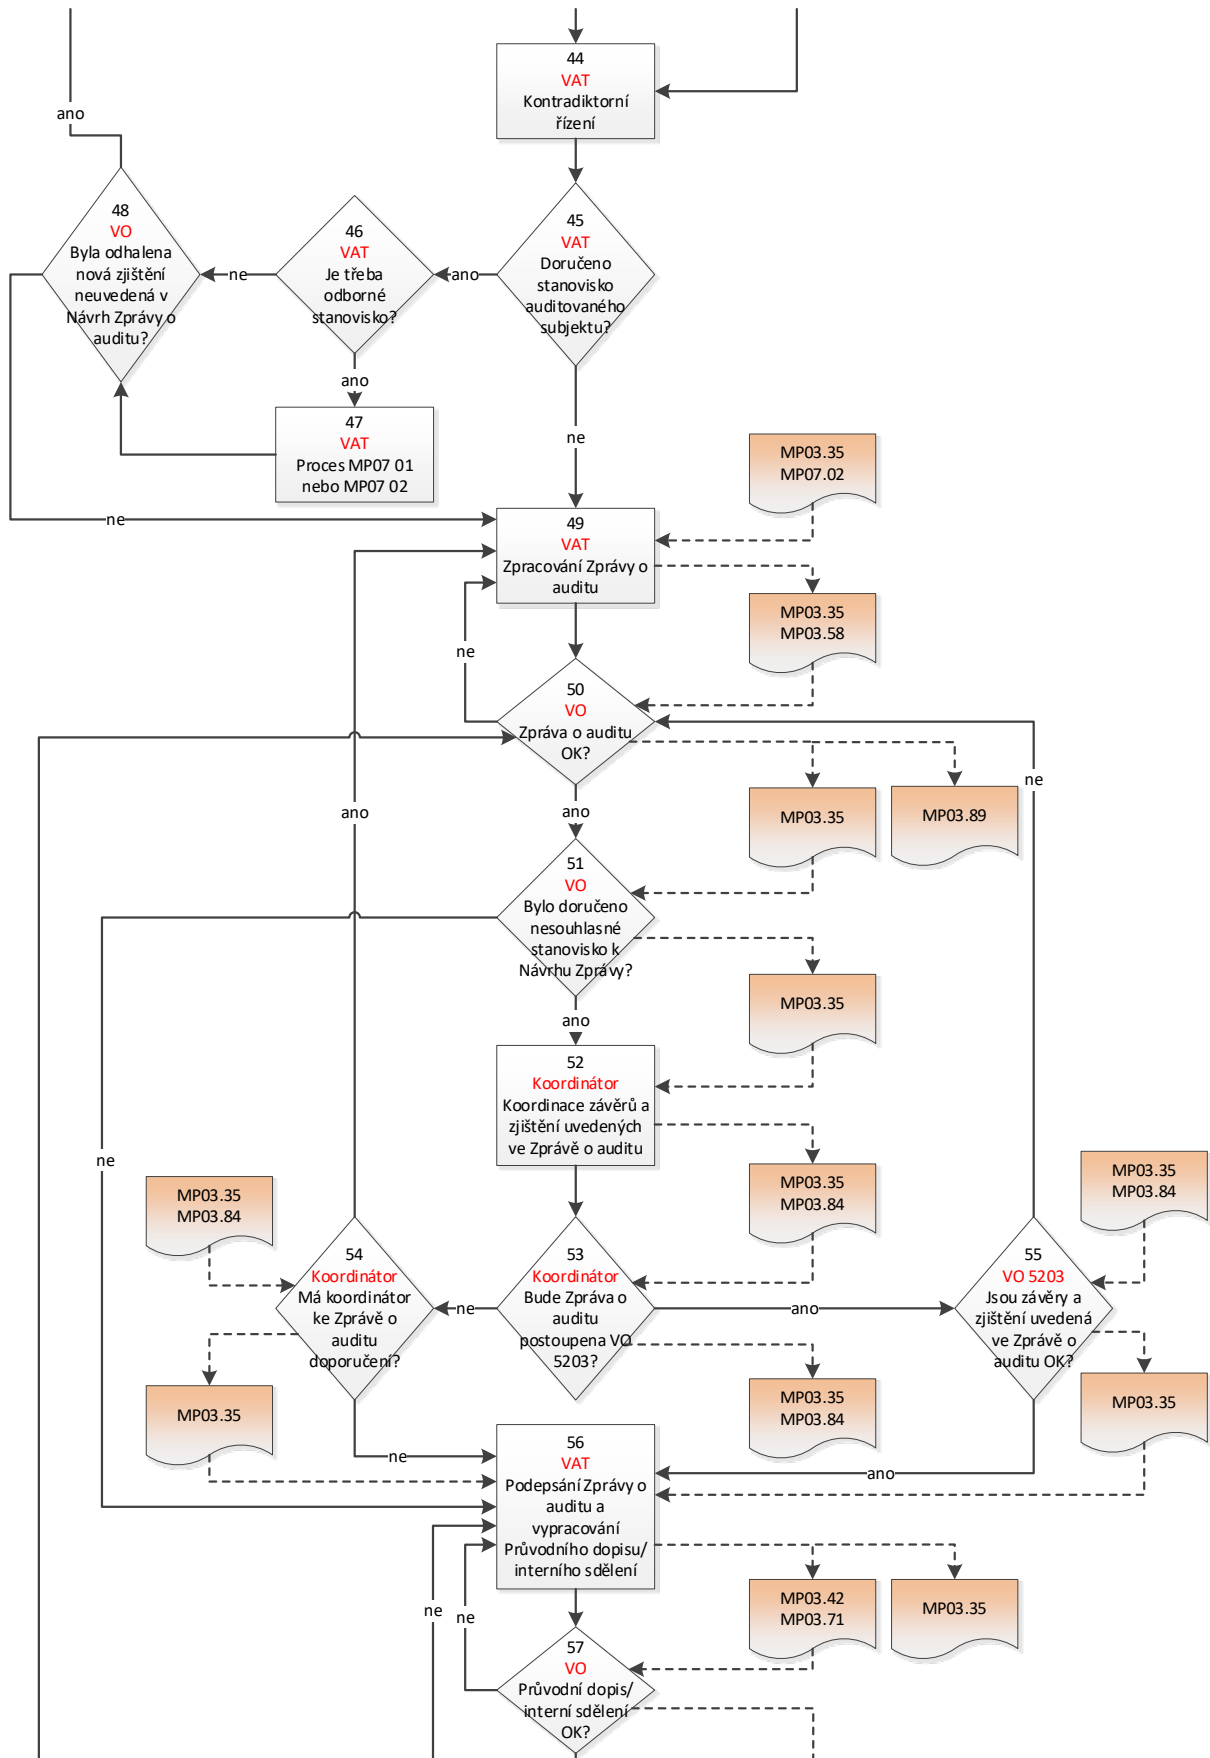 44
VAT
Kontradiktorní
řízení
ano
48
VO
Byla odhalena
nová zjištění
neuvedená v
Návrh Zprávy o
auditu?
ne
46
VAT
Je třeba
odborné
stanovisko?
ano
45
VAT
Doručeno
stanovisko
auditovaného
subjektu?
ano
47
VAT
Proces MP07 01
nebo MP07 02
ne
MP03.35
MP07.02
ne
49
VAT
Zpracování Zprávy o
auditu
MP03.35
MP03.58
ne
50
VO
Zpráva o auditu
OK?
ne
ano
ano
MP03.35
MP03.89
51
VO
Bylo doručeno
nesouhlasné
stanovisko k
Návrhu Zprávy?
MP03.35
ano
52
Koordinátor
Koordinace závěrů a
zjištění uvedených
ve Zprávě o auditu
ne
MP03.35
MP03.84
MP03.35
MP03.84
MP03.35
MP03.84
54
Koordinátor
Má koordinátor
ke Zprávě o
auditu
doporučení?
ne
53
Koordinátor
Bude Zpráva o
auditu
postoupena VO
5203?
ano
55
VO 5203
Jsou závěry a
zjištění uvedená
ve Zprávě o
auditu OK?
MP03.35
MP03.35
MP03.84
MP03.35
ne
56
VAT
Podepsání Zprávy o
auditu a
vypracování
Průvodního dopisu/
interního sdělení
ano
MP03.42
MP03.71
MP03.35
ne
ne
57
VO
Průvodní dopis/
interní sdělení
OK?